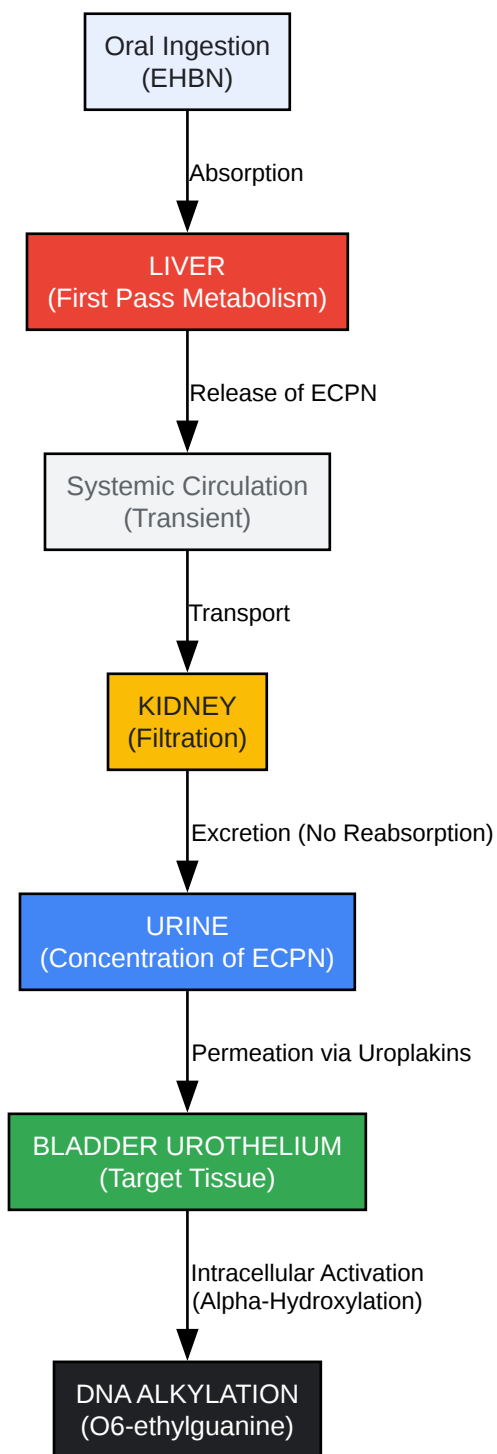 Oral Ingestion
(EHBN)
Absorption
LIVER
(First Pass Metabolism)
Release of ECPN
Systemic Circulation
(Transient)
Transport
KIDNEY
(Filtration)
Excretion (No Reabsorption)
URINE
(Concentration of ECPN)
Permeation via Uroplakins
BLADDER UROTHELIUM
(Target Tissue)
Intracellular Activation
(Alpha-Hydroxylation)
DNA ALKYLATION
(O6-ethylguanine)